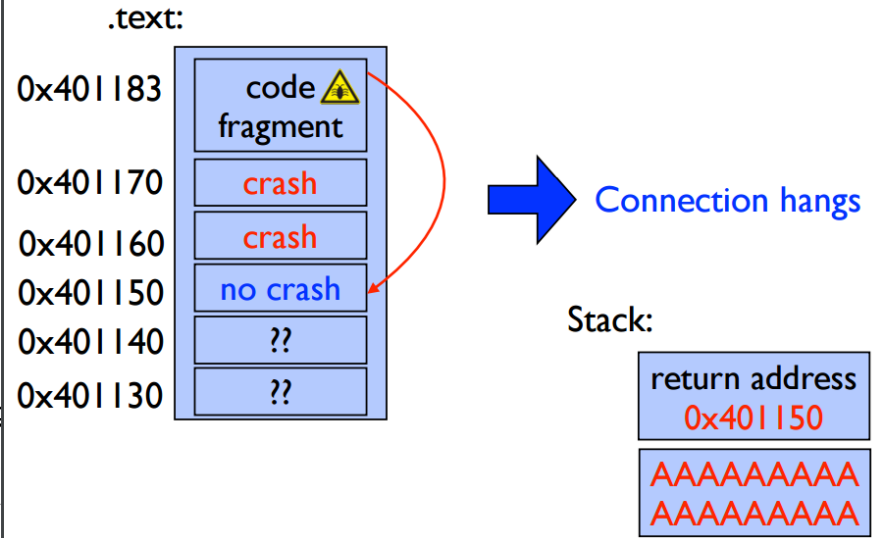 .text:
0x401183
code
fragment
0x401170
crash
0x401160
crash
0x401150
no crash
0x401140
??
0x401130
??
Connection hangs
Stack:
return address
0x401150
AAAAAAAAA
AAAAAAAAA